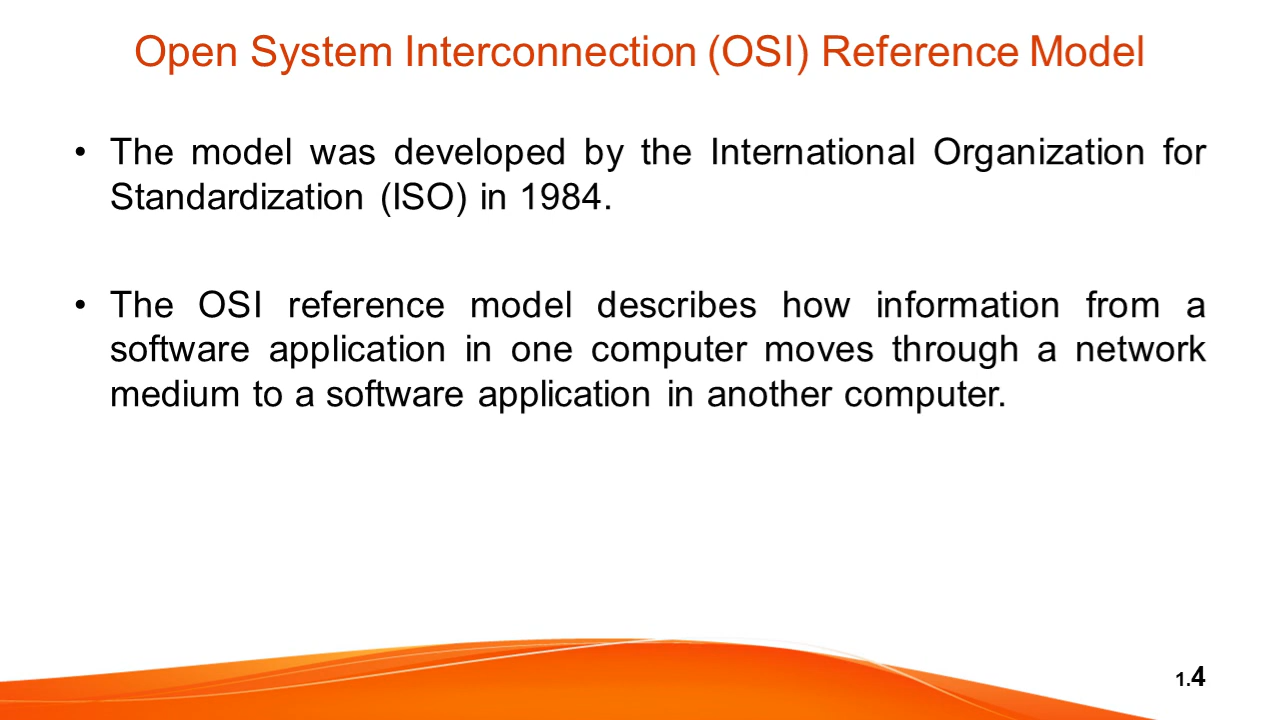 Open System Interconnection (OSI) Reference Model
• The model was developed by the International Organization for
Standardization (ISO) in 1984.
• The OSI reference model describes how information from a
software application in one computer moves through a network
medium to a software application in another computer.
1.4